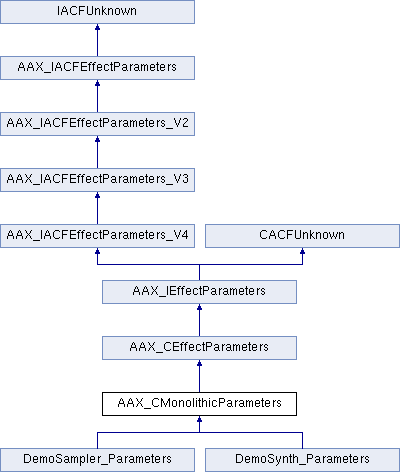 IACFUnknown
AAX_IACFEffectParameters
AAX_IACFEffectParameters_V2
AAX_IACFEffectParameters_V3
AAX_IACFEffectParameters_V4
CACFUnknown
AAX_IEffectParameters
AAX_CEffectParameters
AAX_CMonolithicParameters
DemoSampler_Parameters
DemoSynth_Parameters